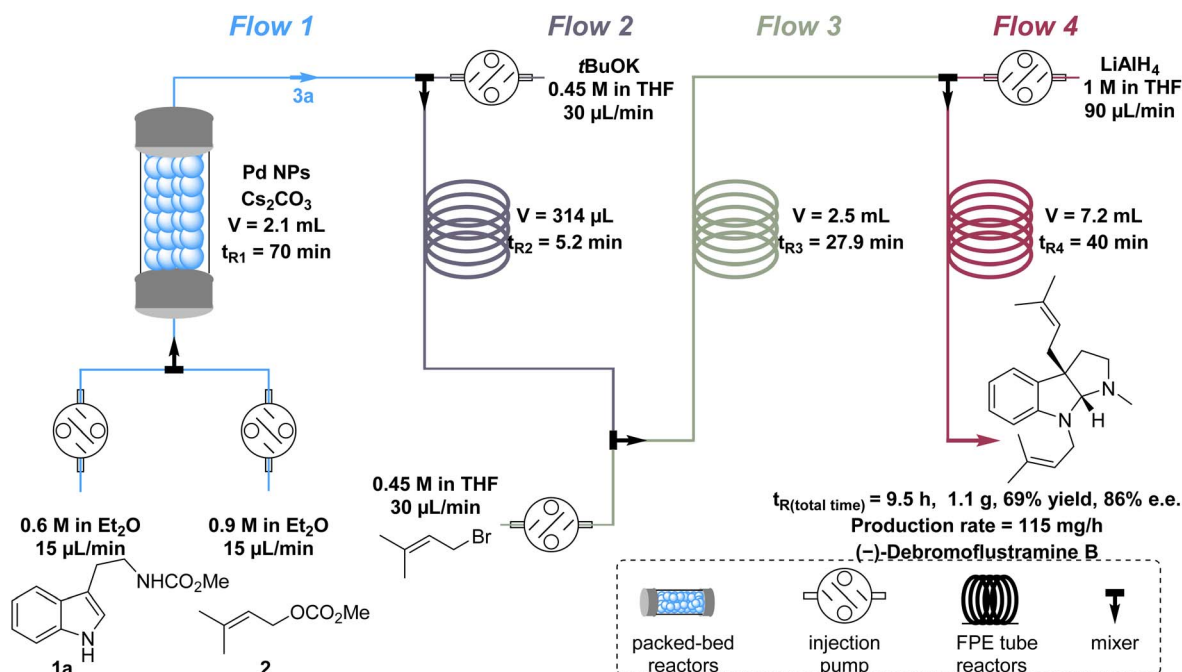 Flow 1
Flow 2
Flow 3
Flow 4
3a
tBuOK
0.45 M in THF
30 µL/min
LiAlH4
1 M in THF
90 µL/min
Pd NPs
Cs2CO3
V = 2.1 mL
tR1 = 70 min
V = 314 µL
tR2 = 5.2 min
V = 2.5 mL
tR3 = 27.9 min
V = 7.2 mL
tR4 = 40 min
N
N
H
0.45 M in THF
30 µL/min
Br
0.6 M in Et2O
15 µL/min
0.9 M in Et2O
15 µL/min
NHCO2Me
N
H
1a
OCO2Me
2
tR(total time) = 9.5 h, 1.1 g, 69% yield, 86% e.e.
Production rate = 115 mg/h
(−)-Debromoflustramine B
packed-bed
reactors
injection
pump
FPE tube
reactors
mixer